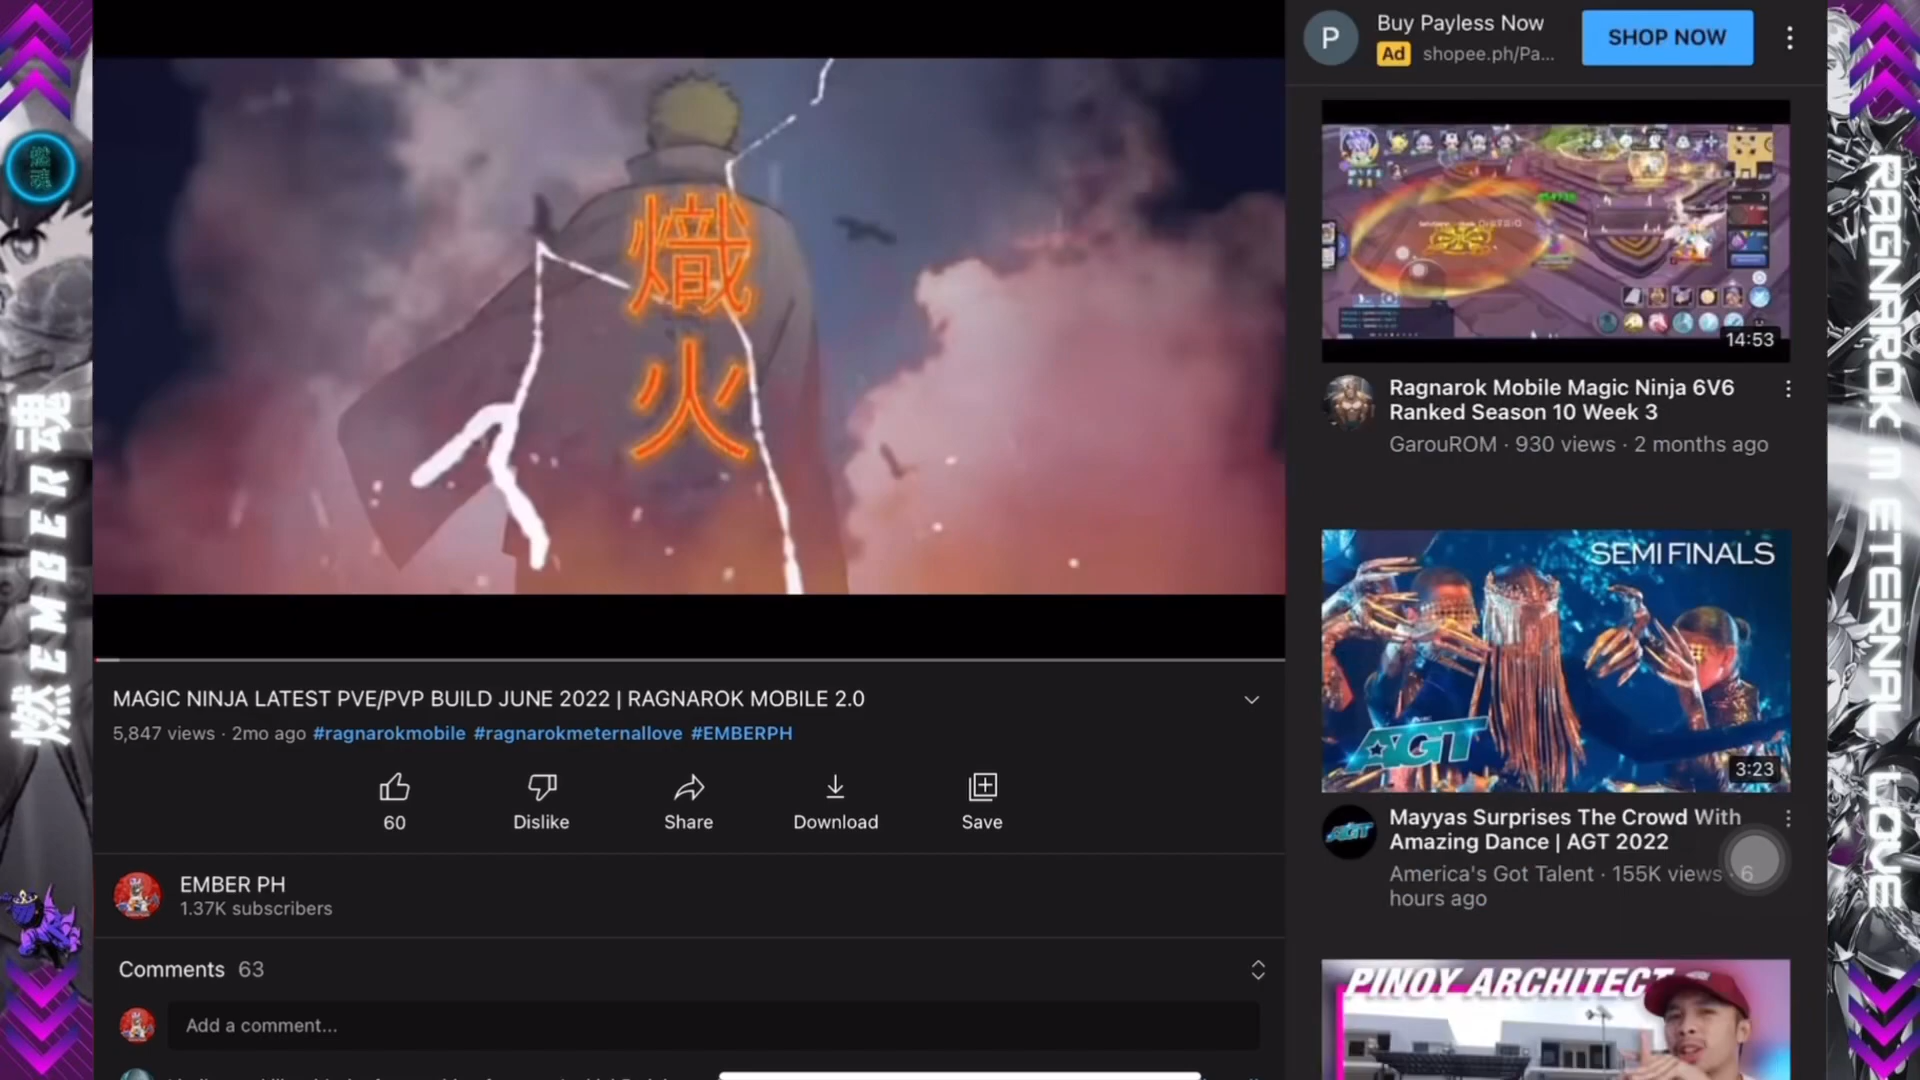 熾
火
MAGIC NINJA LATEST PVE/PVP BUILD JUNE 2022 | RAGNAROK MOBILE 2.0
5,847 views · 2mo ago #ragnarokmobile #ragnarokmeternallove #EMBERPH
60
Dislike
Share
Download
Save
EMBER PH
1.37K subscribers
Comments 63
Add a comment...
Buy Payless Now
Ad shopee.ph/Pa...
SHOP NOW
14:53
Ragnarok Mobile Magic Ninja 6V6
Ranked Season 10 Week 3
GarouROM · 930 views · 2 months ago
SEMIFINALS
AGT
3:23
Mayyas Surprises The Crowd With
Amazing Dance | AGT 2022
America's Got Talent · 155K views · 6
hours ago
PINOY ARCHITECT
燃EMBER魂
RAGNAROK M ETERNAL LOVE
P